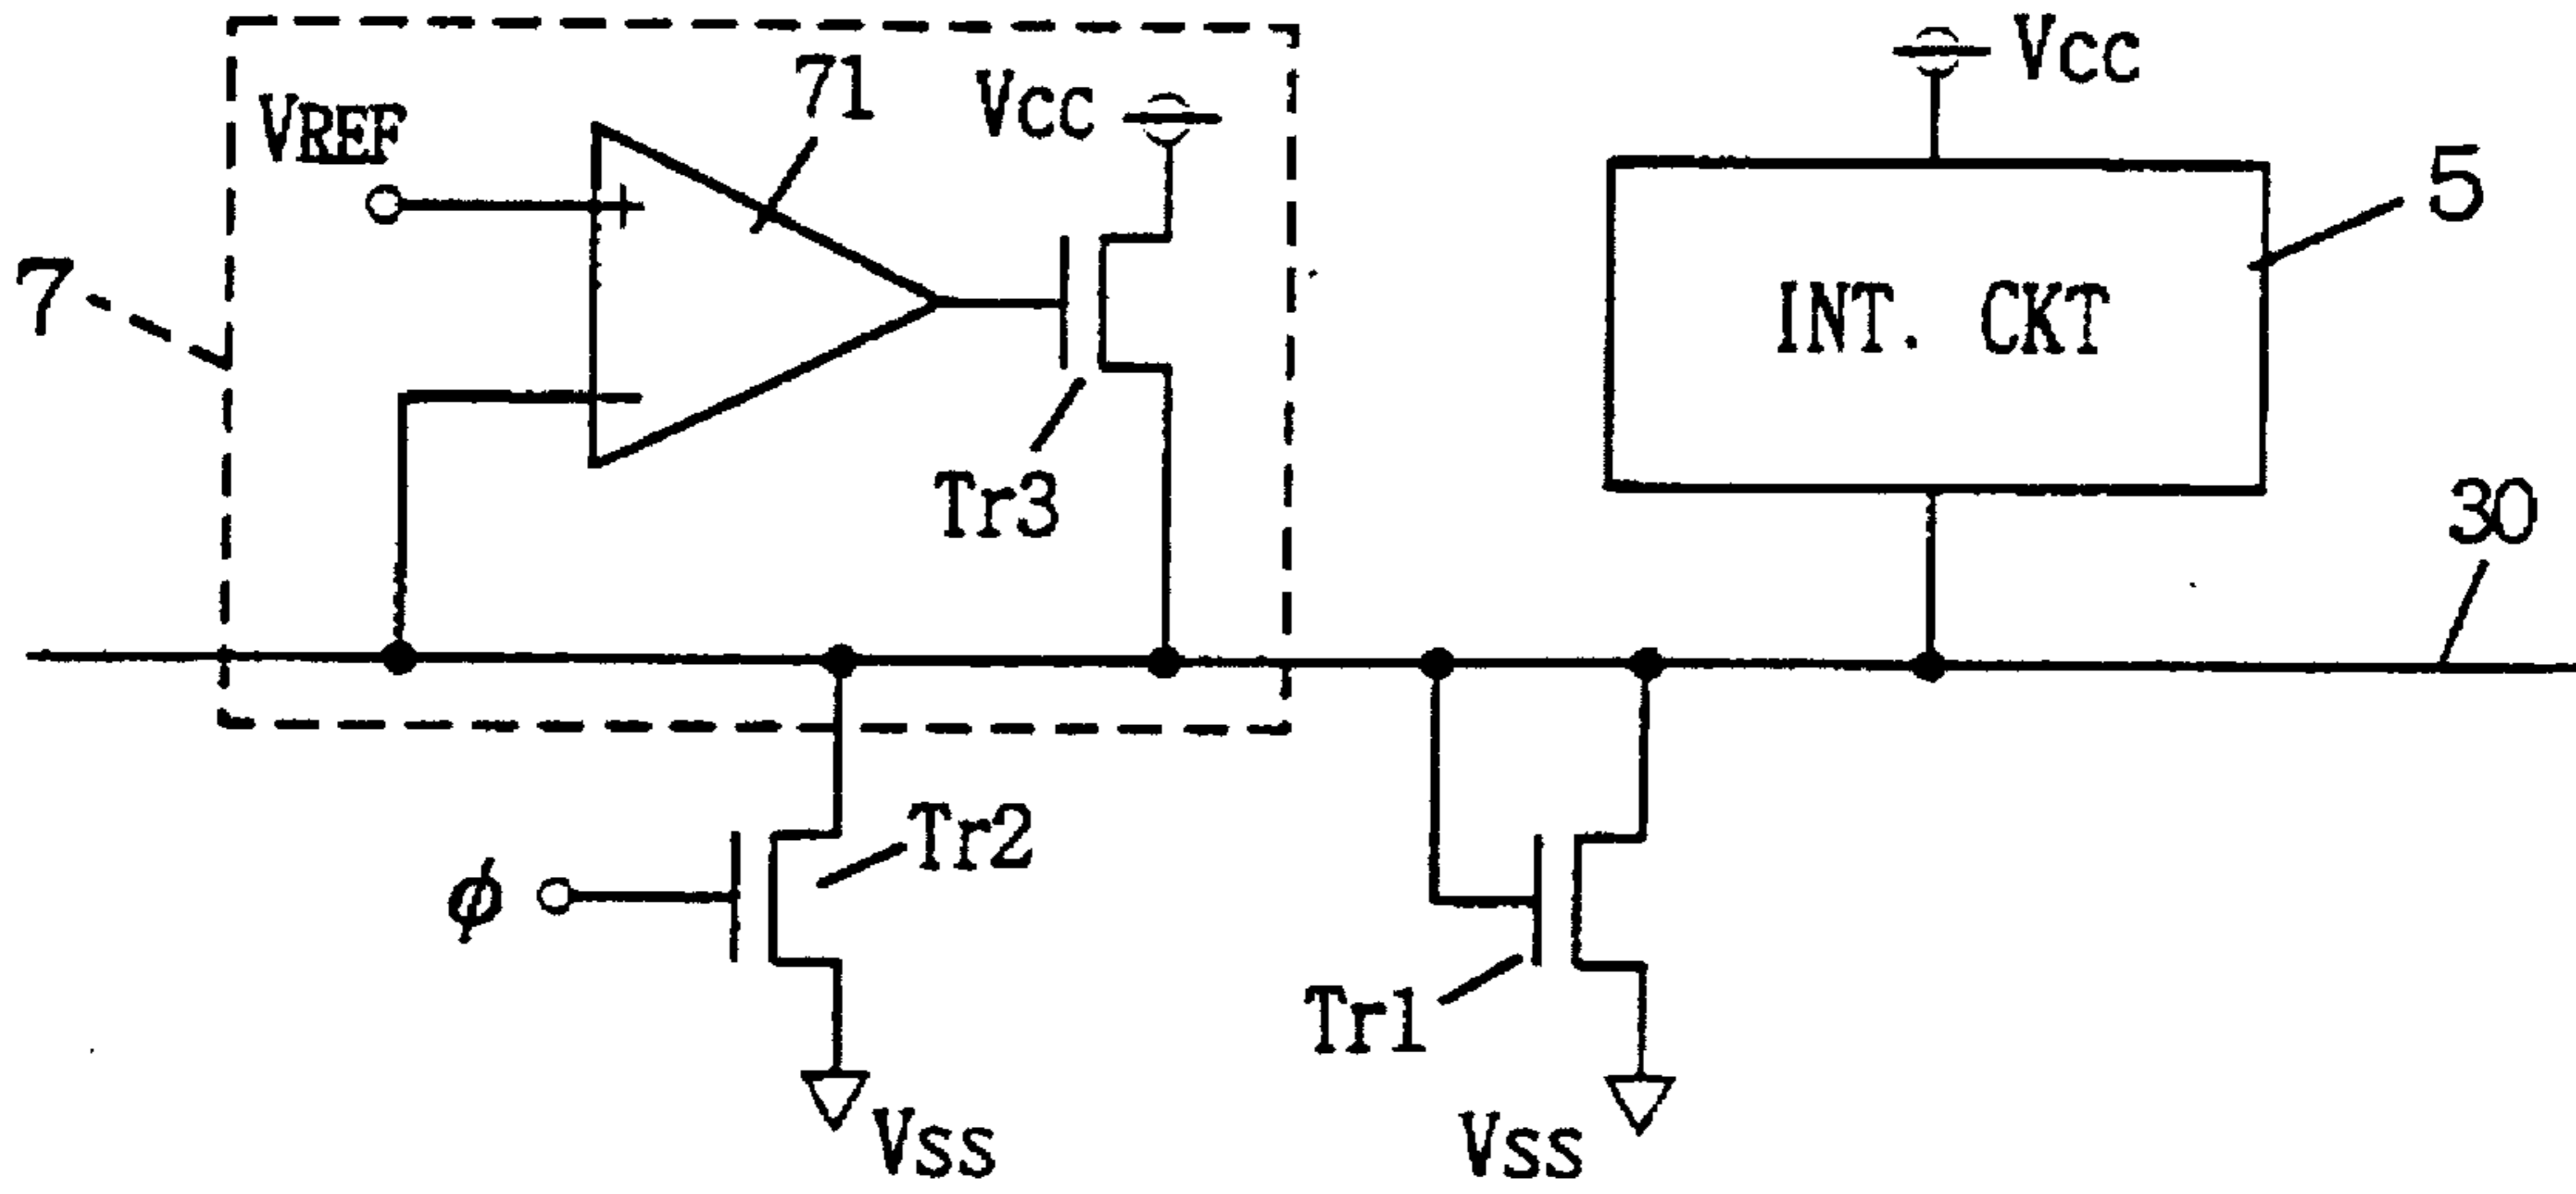 71
VCC
VCC
VREF
5
7
INT. CKT
+
−
Tr3
30
Tr2
ϕ
Tr1
VSS
VSS